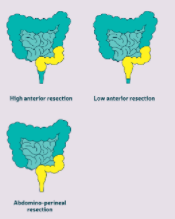 High anterior resection
Low anterior resection
Abdomino-perineal
resection